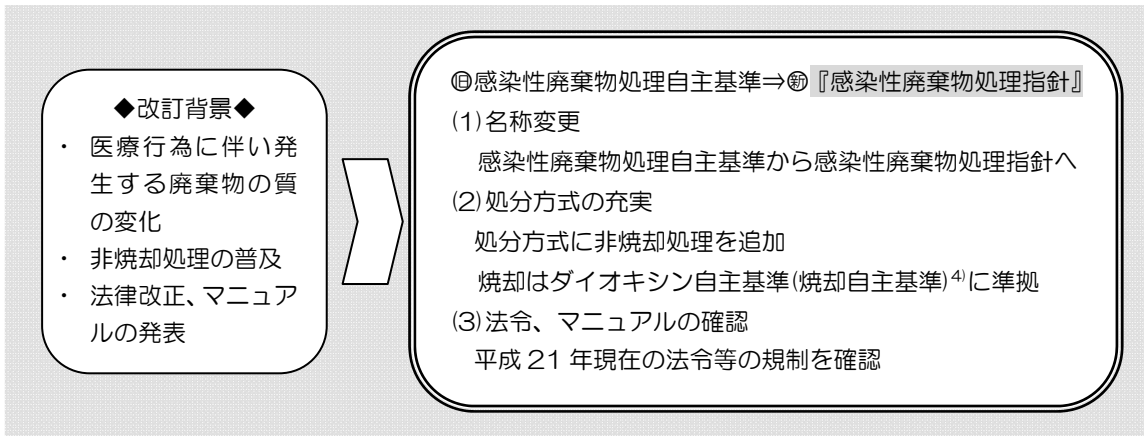 ◆改訂背景◆
・ 医療行為に伴い発
生する廃棄物の質
の変化
・ 非焼却処理の普及
・ 法律改正、マニュア
ルの発表
㊥感染性廃棄物処理自主基準⇒㊟『感染性廃棄物処理指針』
(1)名称変更
感染性廃棄物処理自主基準から感染性廃棄物処理指針へ
(2)処分方式の充実
処分方式に非焼却処理を追加
焼却はダイオキシン自主基準(焼却自主基準)4)に準拠
(3)法令、マニュアルの確認
平成 21 年現在の法令等の規制を確認